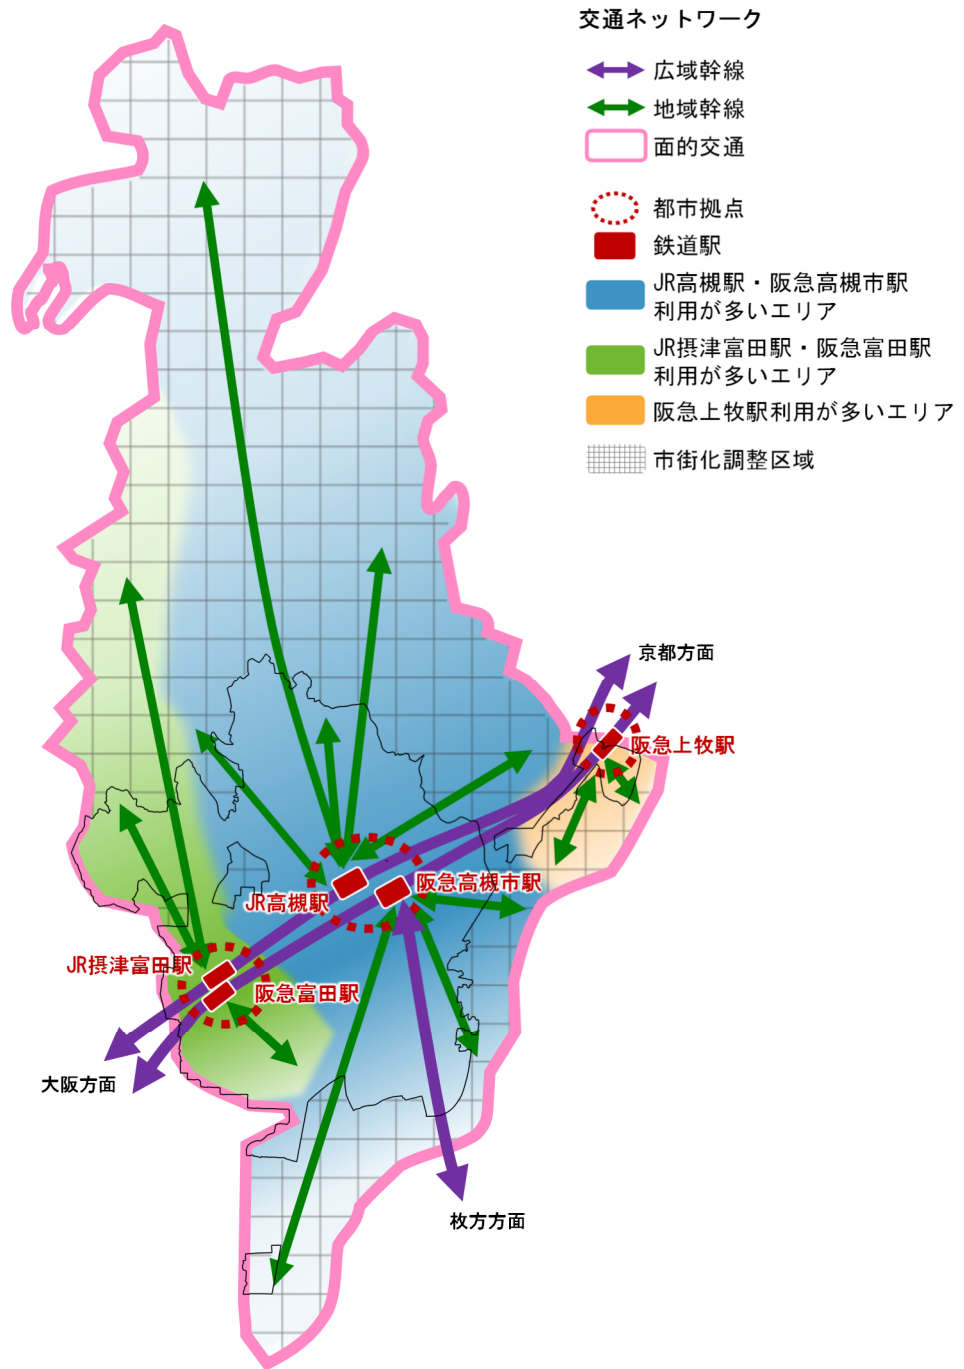 交通ネットワーク
広域幹線
地域幹線
面的交通
都市拠点
鉄道駅
JR高槻駅・阪急高槻市駅
利用が多いエリア
JR摂津富田駅・阪急富田駅
利用が多いエリア
阪急上牧駅利用が多いエリア
市街化調整区域
京都方面
阪急上牧駅
阪急高槻市駅
JR高槻駅
JR摂津富田駅
阪急富田駅
大阪方面
枚方方面